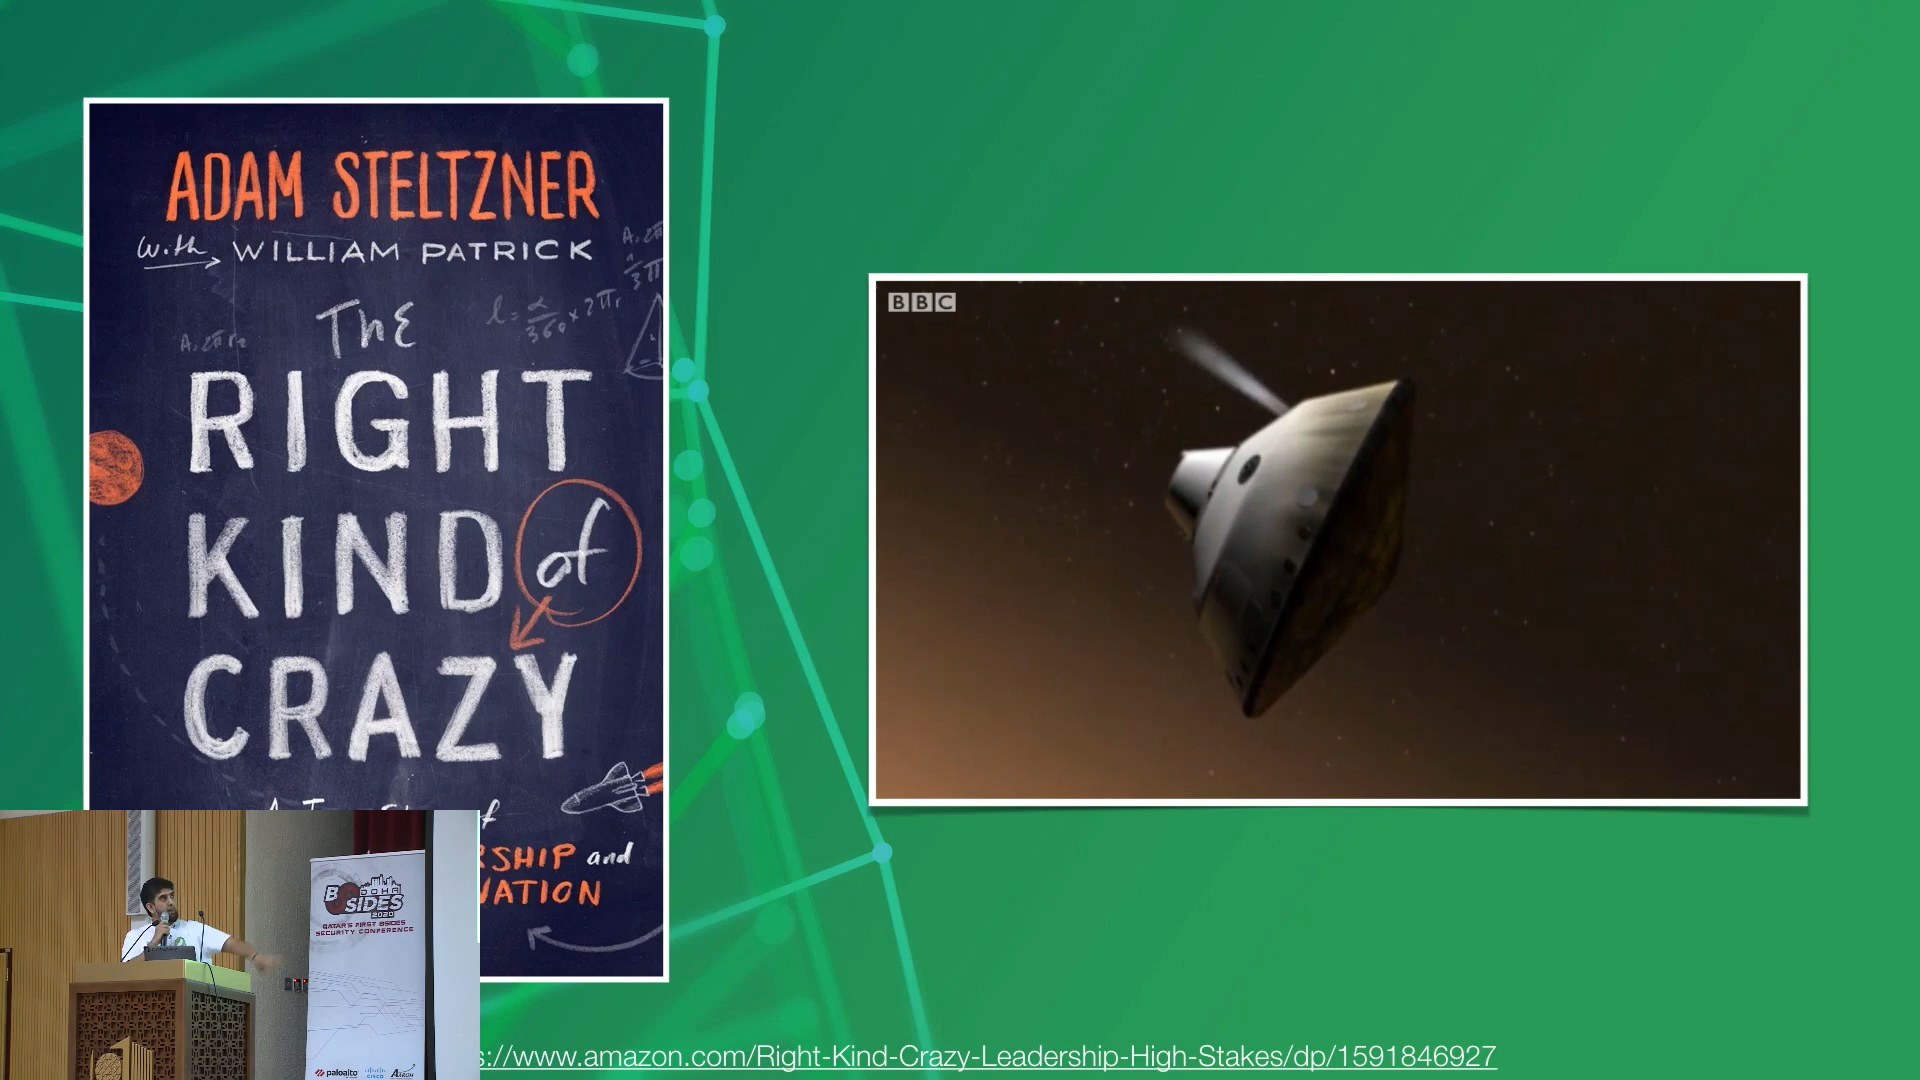 ADAM STELTZNER
with WILLIAM PATRICK
The
RIGHT
KIND of
CRAZY
RSHIP and
VATION
BBC
B SIDES
DOHA
2020
QATAR'S FIRST BSIDES
SECURITY CONFERENCE
paloalto
CISCO
s://www.amazon.com/Right-Kind-Crazy-Leadership-High-Stakes/dp/1591846927